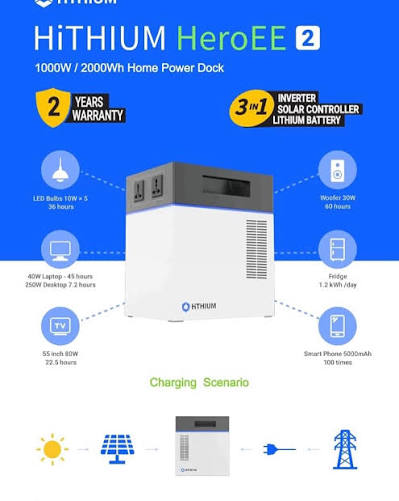 HiTHIUM
HiTHIUM HeroEE 2
1000W / 2000Wh Home Power Dock
2 YEARS
WARRANTY
3 IN 1 INVERTER
SOLAR CONTROLLER
LITHIUM BATTERY
LED Bulbs 10W × 5
36 hours
Woofer 30W
60 hours
40W Laptop - 45 hours
250W Desktop 7.2 hours
Fridge
1.2 kWh /day
TV
55 inch 80W
22.5 hours
Smart Phone 5000mAh
100 times
HiTHIUM
Charging Scenario
HiTHIUM